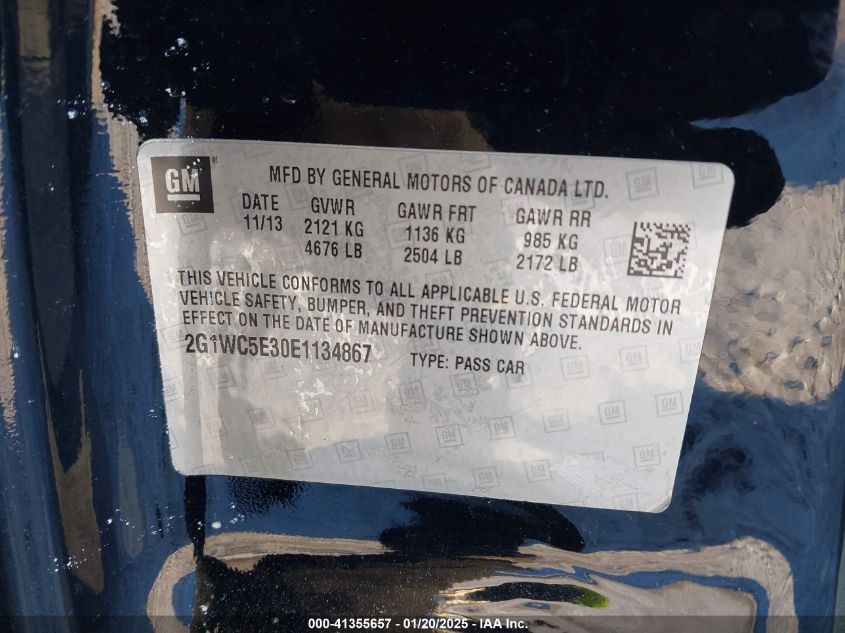 GM
MFD BY GENERAL MOTORS OF CANADA LTD.
DATE GVWR GAWR FRT GAWR RR
11/13 2121 KG 1136 KG 985 KG
4676 LB 2504 LB 2172 LB
THIS VEHICLE CONFORMS TO ALL APPLICABLE U.S. FEDERAL MOTOR
VEHICLE SAFETY, BUMPER, AND THEFT PREVENTION STANDARDS IN
EFFECT ON THE DATE OF MANUFACTURE SHOWN ABOVE.
2G1WC5E30E1134867 TYPE: PASS CAR
000-41355657 - 01/20/2025 - IAA Inc.